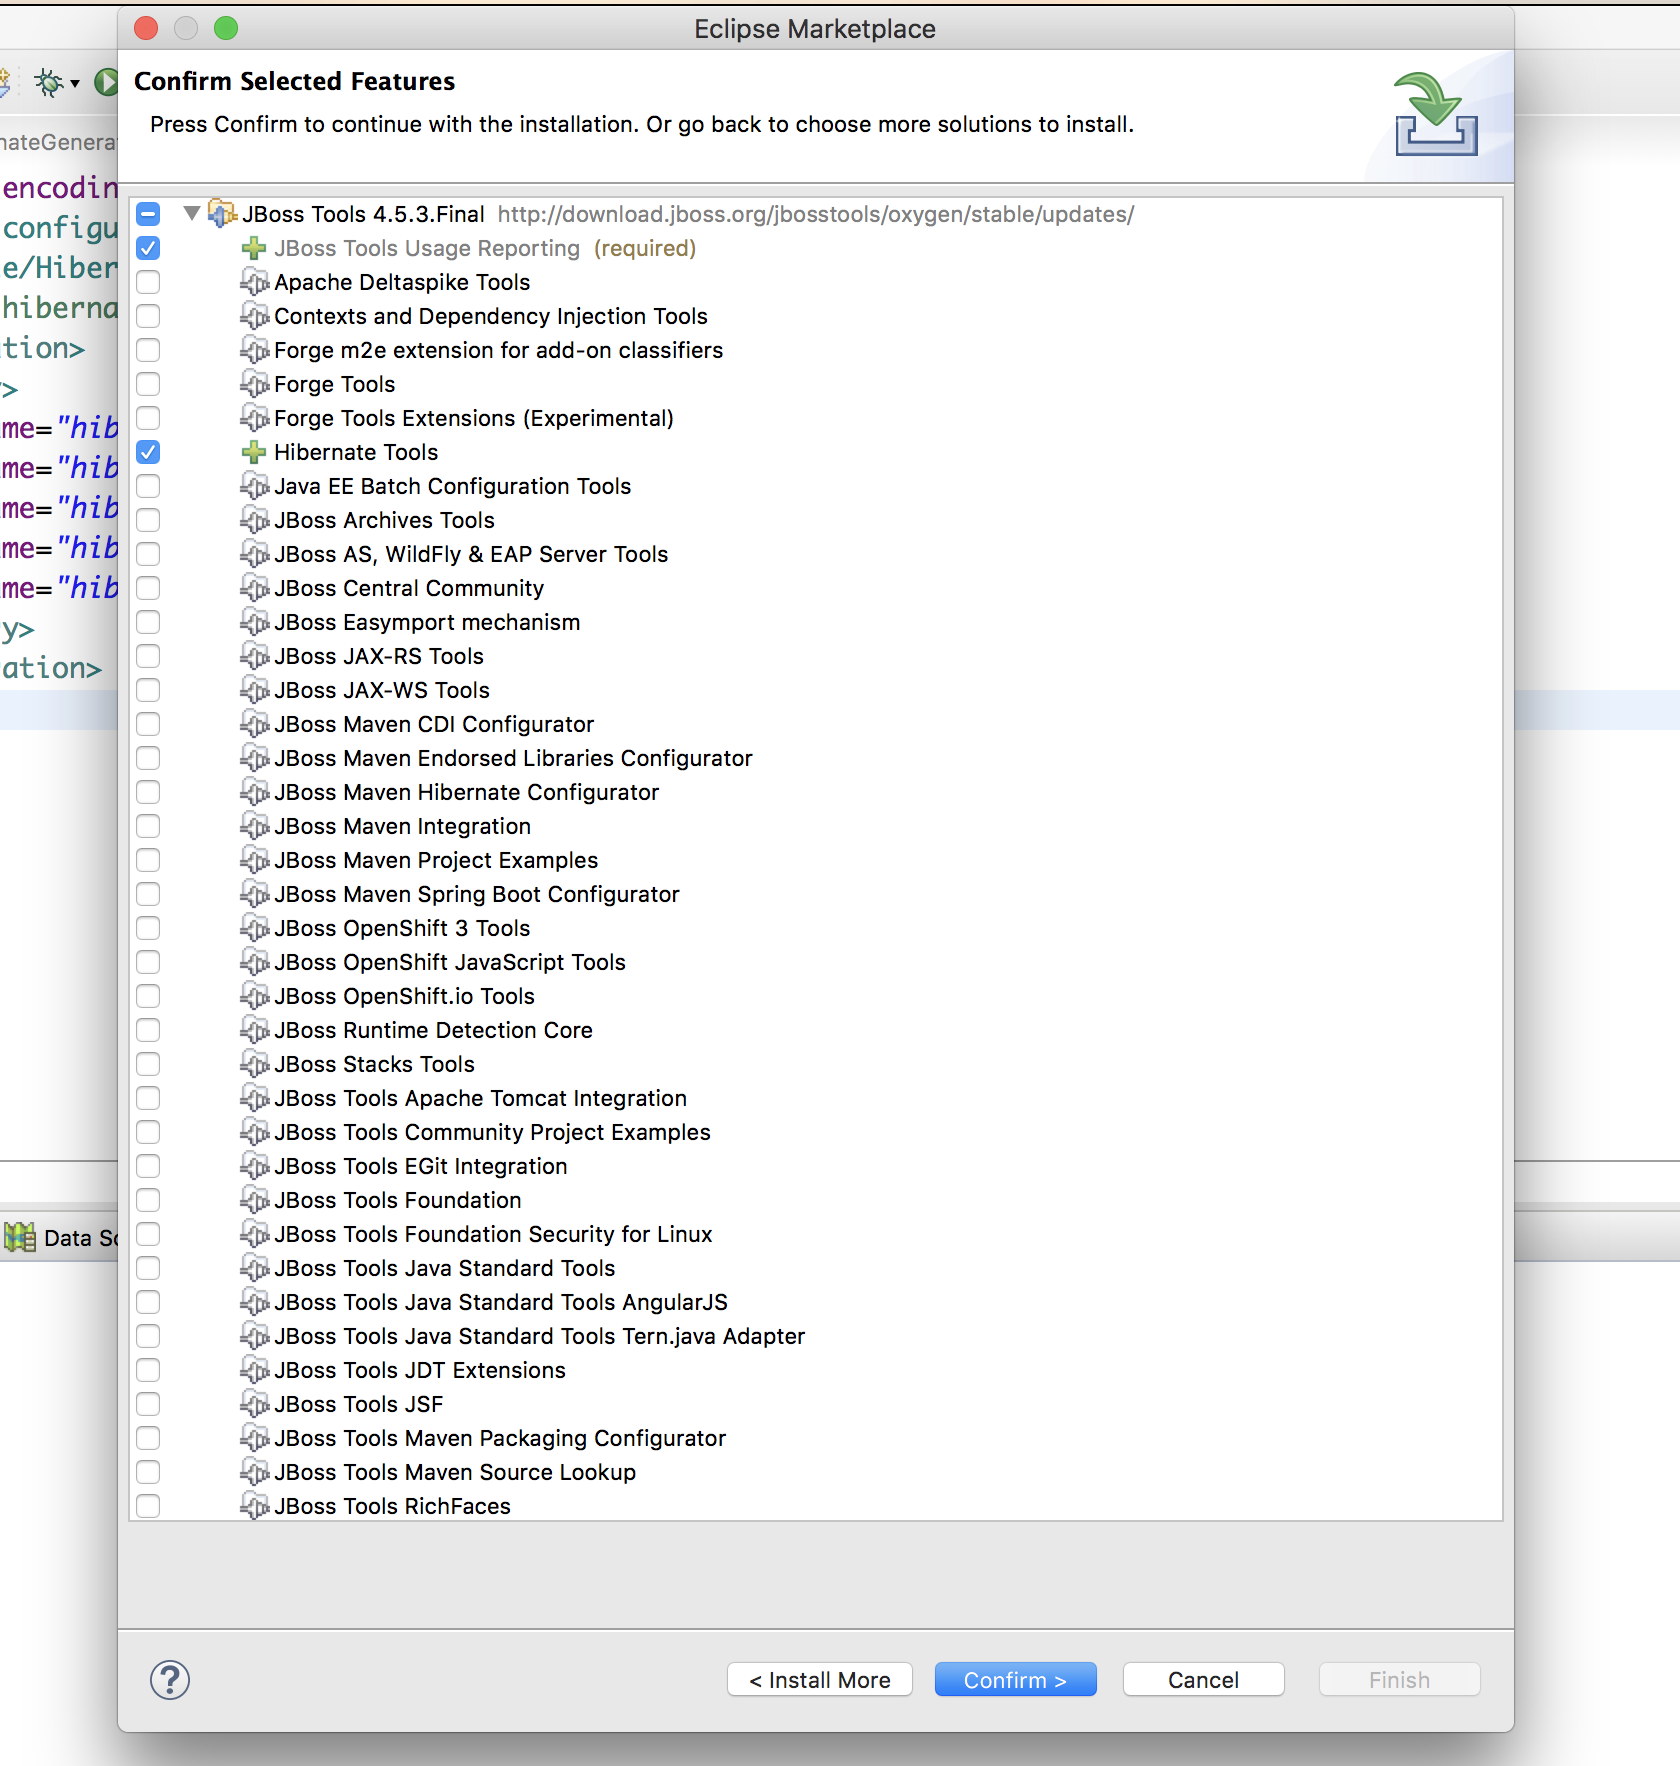 Eclipse Marketplace
Confirm Selected Features
Press Confirm to continue with the installation. Or go back to choose more solutions to install.
JBoss Tools 4.5.3.Final http://download.jboss.org/jbosstools/oxygen/stable/updates/
JBoss Tools Usage Reporting (required)
Apache Deltaspike Tools
Contexts and Dependency Injection Tools
Forge m2e extension for add-on classifiers
Forge Tools
Forge Tools Extensions (Experimental)
Hibernate Tools
Java EE Batch Configuration Tools
JBoss Archives Tools
JBoss AS, WildFly & EAP Server Tools
JBoss Central Community
JBoss Easymport mechanism
JBoss JAX-RS Tools
JBoss JAX-WS Tools
JBoss Maven CDI Configurator
JBoss Maven Endorsed Libraries Configurator
JBoss Maven Hibernate Configurator
JBoss Maven Integration
JBoss Maven Project Examples
JBoss Maven Spring Boot Configurator
JBoss OpenShift 3 Tools
JBoss OpenShift JavaScript Tools
JBoss OpenShift.io Tools
JBoss Runtime Detection Core
JBoss Stacks Tools
JBoss Tools Apache Tomcat Integration
JBoss Tools Community Project Examples
JBoss Tools EGit Integration
JBoss Tools Foundation
JBoss Tools Foundation Security for Linux
JBoss Tools Java Standard Tools
JBoss Tools Java Standard Tools AngularJS
JBoss Tools Java Standard Tools Tern.java Adapter
JBoss Tools JDT Extensions
JBoss Tools JSF
JBoss Tools Maven Packaging Configurator
JBoss Tools Maven Source Lookup
JBoss Tools RichFaces
? < Install More Confirm > Cancel Finish
nateGenera
encodin
configu
e/Hiber
hiberna
tion>
>
me="hib
me="hib
me="hib
me="hib
me="hib
y>
ation>
Data Sc